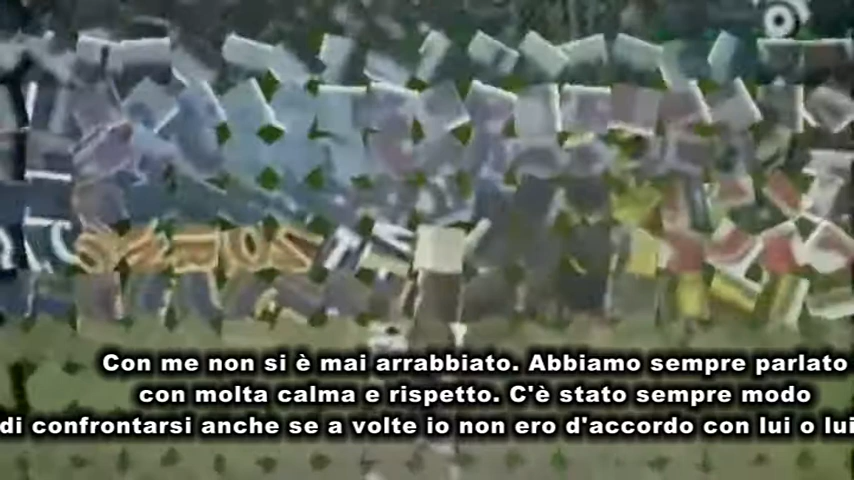 Con me non si è mai arrabbiato. Abbiamo sempre parlato
con molta calma e rispetto. C'è stato sempre modo
di confrontarsi anche se a volte io non ero d'accordo con lui o lui